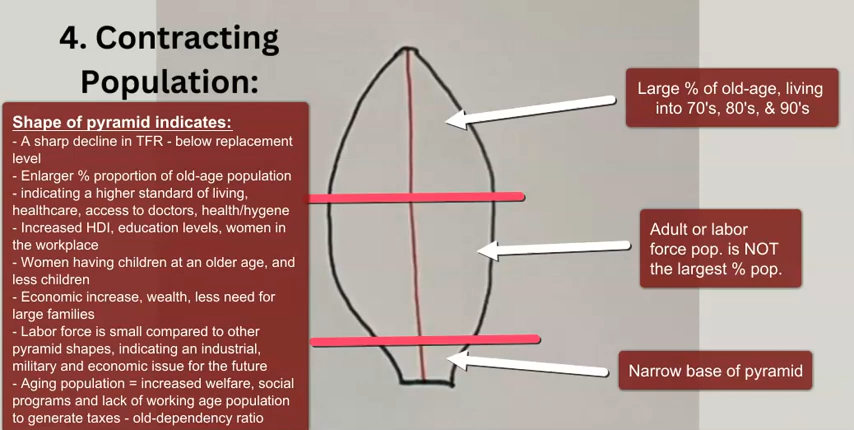 4. Contracting
Population:
Shape of pyramid indicates:
- A sharp decline in TFR - below replacement
level
- Enlarger % proportion of old-age population
- indicating a higher standard of living,
healthcare, access to doctors, health/hygene
- Increased HDI, education levels, women in
the workplace
- Women having children at an older age, and
less children
- Economic increase, wealth, less need for
large families
- Labor force is small compared to other
pyramid shapes, indicating an industrial,
military and economic issue for the future
- Aging population = increased welfare, social
programs and lack of working age population
to generate taxes - old-dependency ratio
Large % of old-age, living
into 70's, 80's, & 90's
Adult or labor
force pop. is NOT
the largest % pop.
Narrow base of pyramid